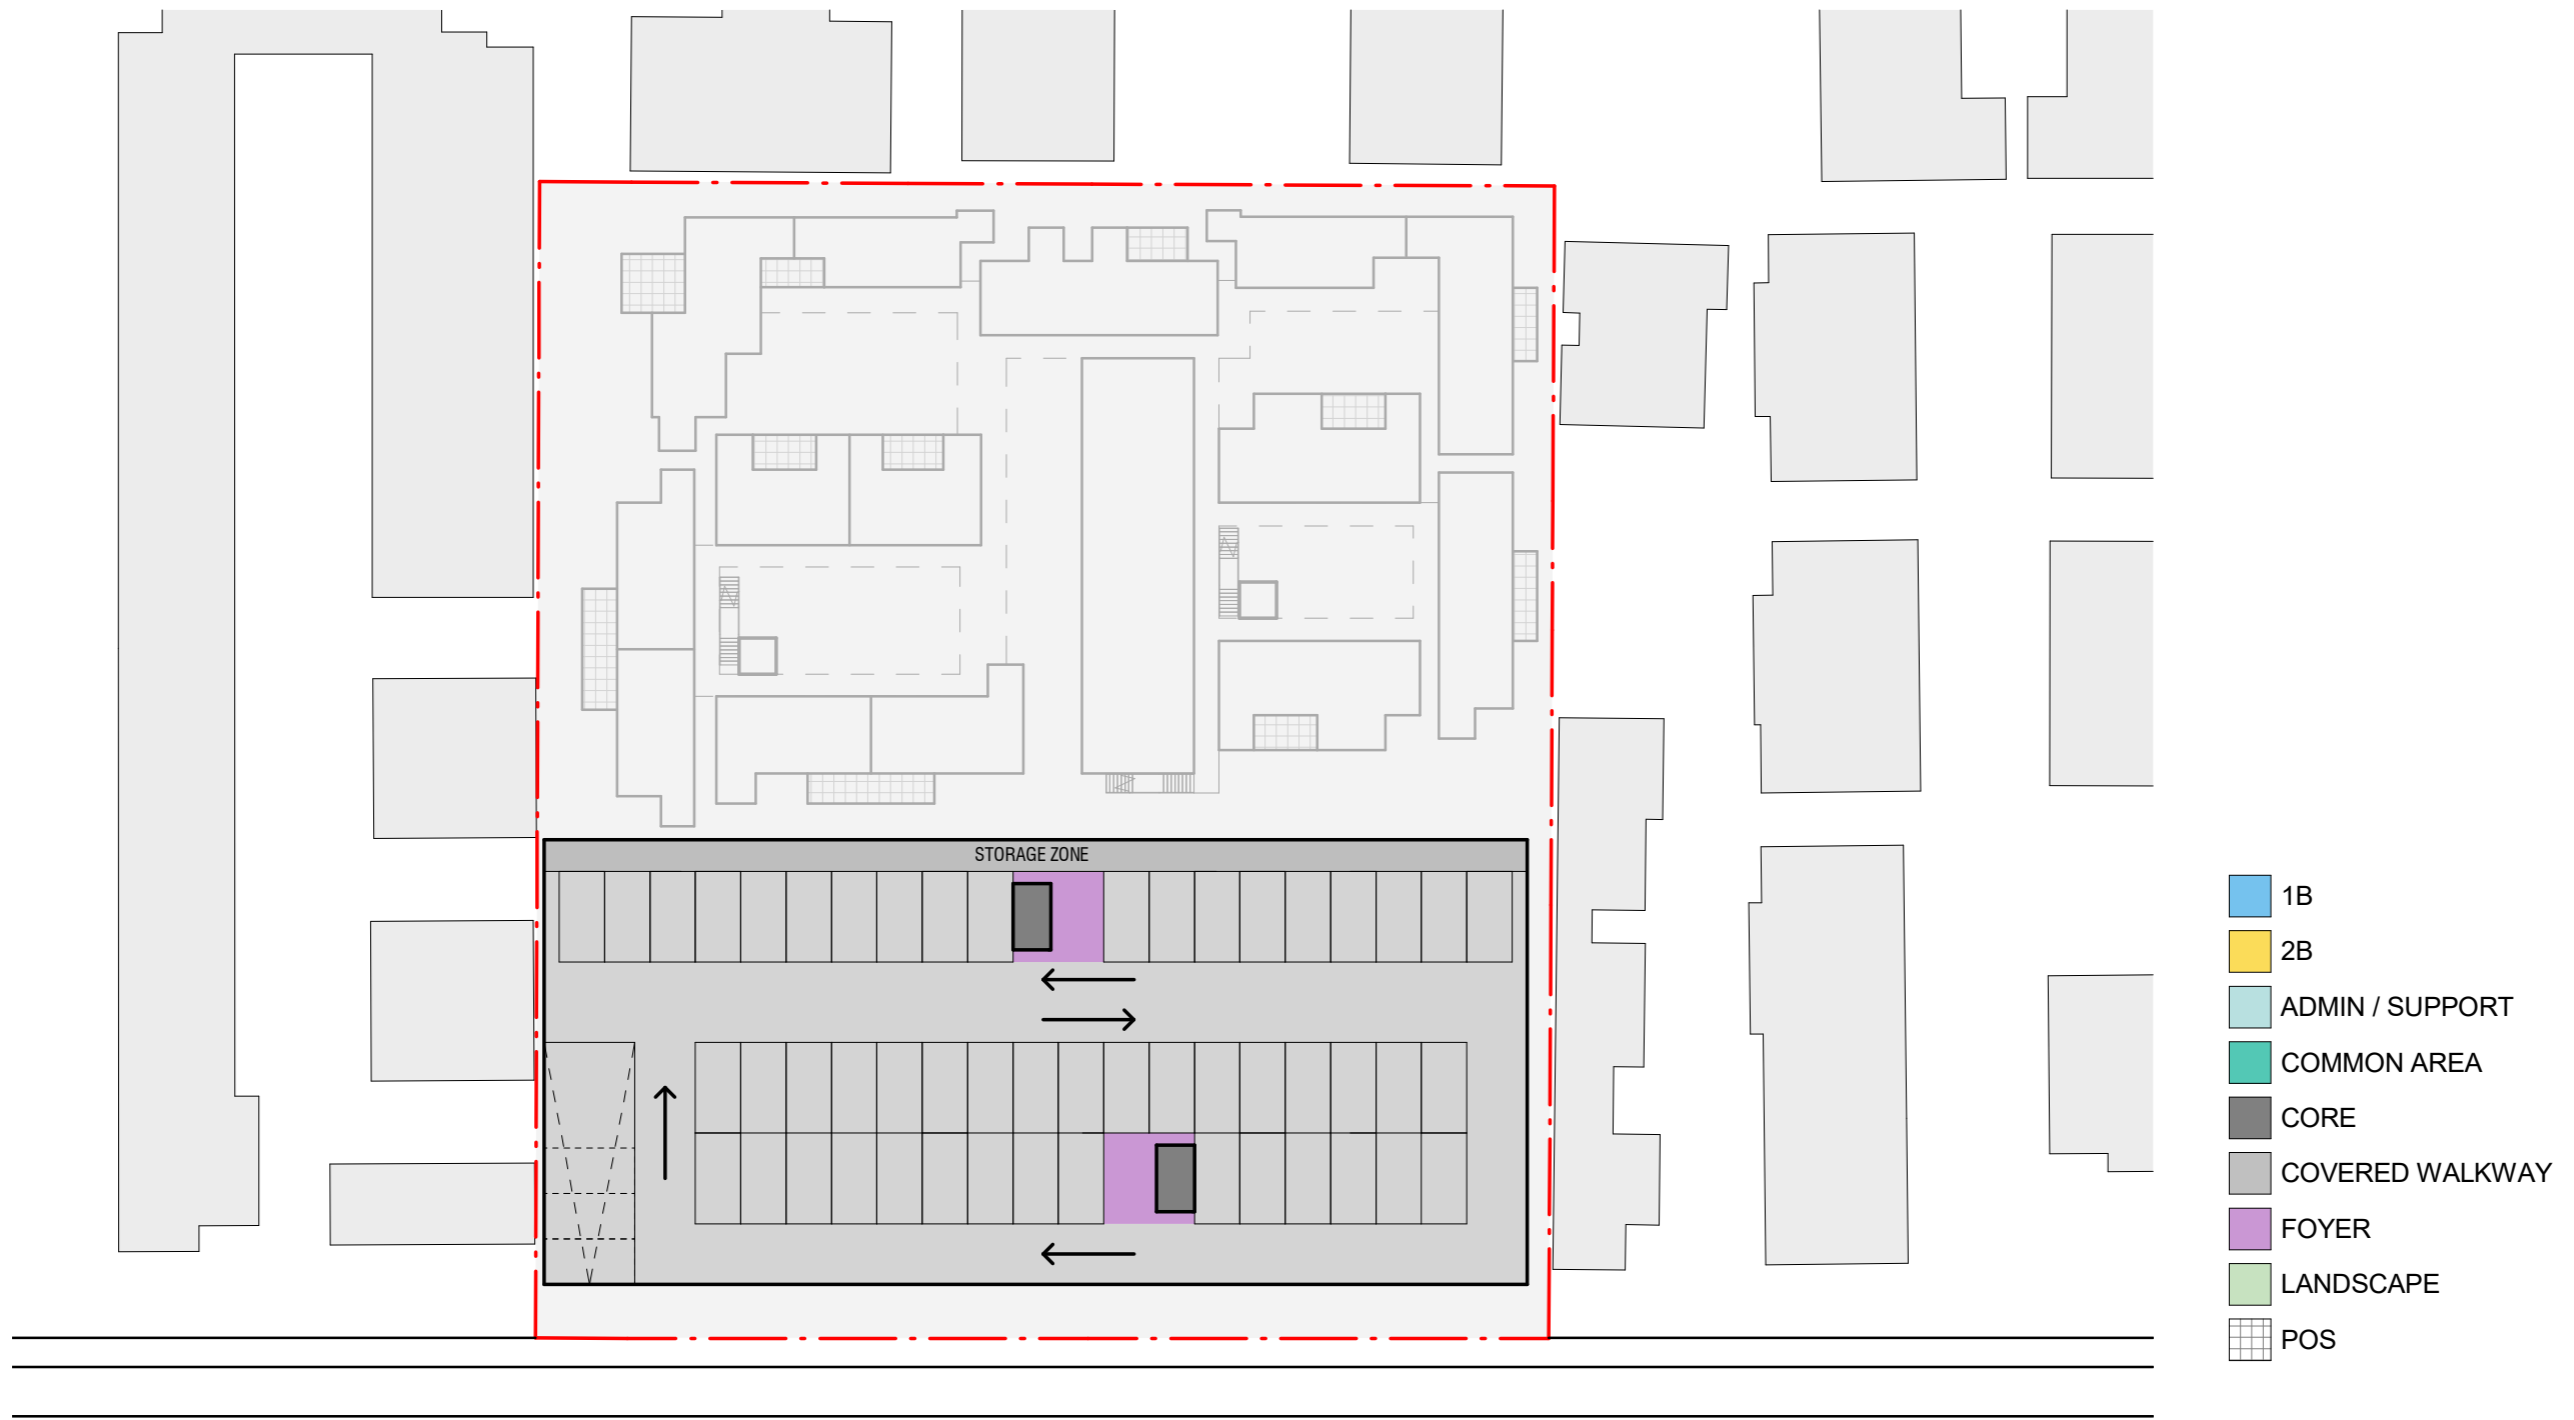 STORAGE ZONE
1B
2B
ADMIN / SUPPORT
COMMON AREA
CORE
COVERED WALKWAY
FOYER
LANDSCAPE
POS